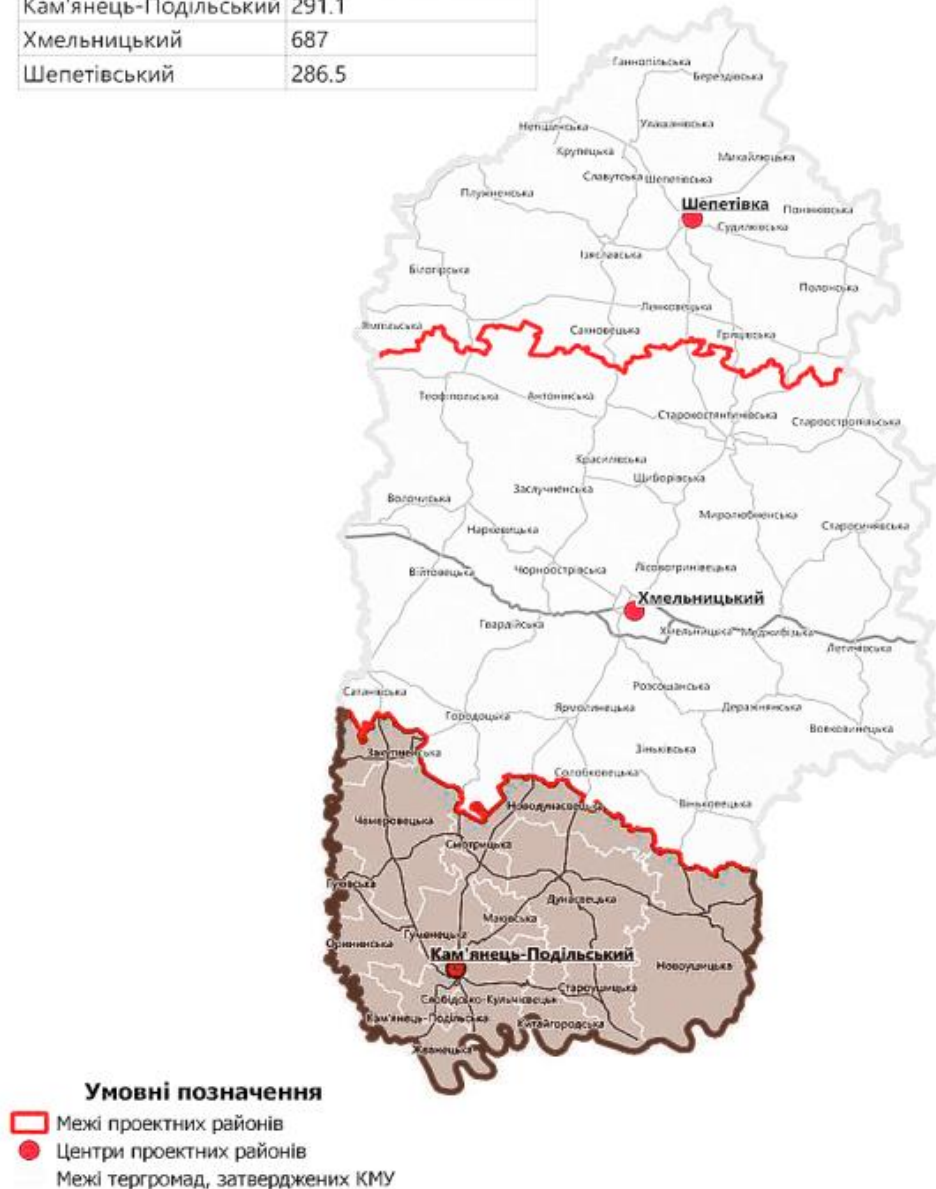 Кам'янець-Подільський 291.1
Хмельницький 687
Шепетівський 286.5
Ганнопільська
Берездівська
Нетішинська
Улашанівська
Крупецька
Михайлюцька
Славутська Шепетівська
Плужненська
Шепетівка
Понінківська
Судилківська
Ізяславська
Білогірська
Полонська
Ленковецька
Ямпільська
Сахновецька
Грицівська
Теофіпольська
Антонінська
Старокостянтинівська
Старостропільська
Красилівська
Щиборівська
Заслучненська
Волочиська
Миролюбненська
Наркевицька
Старосинявська
Війтовецька
Чорноострівська
Лісовогринівецька
Хмельницький
Гвардійська
Хмельницька Меджибізька
Летичівська
Розсошанська
Сатанівська
Городоцька
Ярмолинецька
Деражнянська
Вовковинецька
Зіньківська
Закупненська
Солобковецька
Віньковецька
Новодунаєвецька
Чемеровецька
Смотрицька
Гуківська
Дунаєвецька
Маківська
Гуменецька
Орининська
Кам'янець-Подільський
Новоушицька
Староушицька
Слобідсько-Кульчієвецьк
Кам'янець-Подільська
Китайгородська
Жванецька
Умовні позначення
Межі проектних районів
Центри проектних районів
Межі тергромад, затверджених КМУ